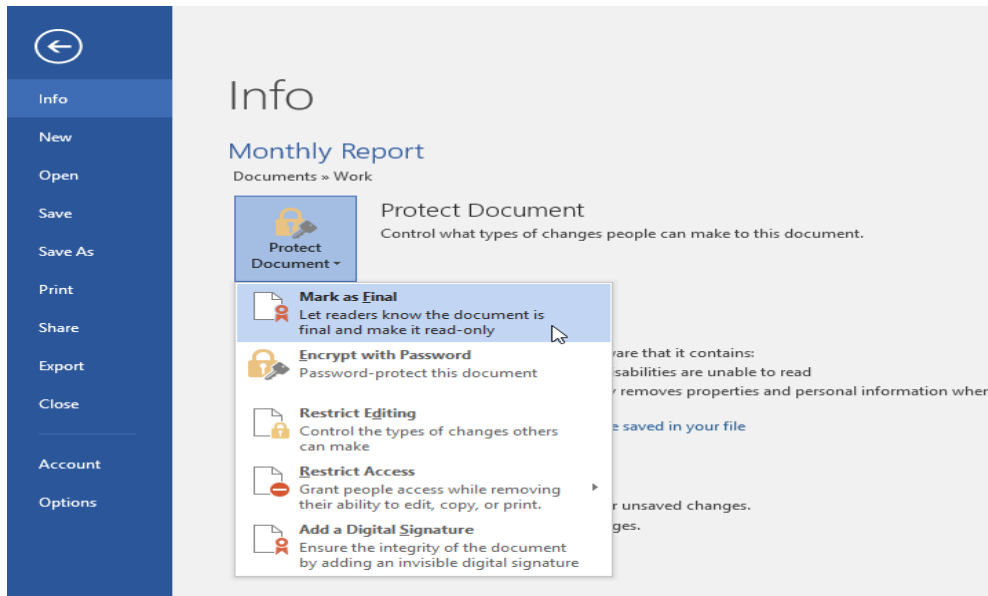 Info
New
Open
Save
Save As
Print
Share
Export
Close
Account
Options
Info
Monthly Report
Documents » Work
Protect
Document
Protect Document
Control what types of changes people can make to this document.
Mark as Final
Let readers know the document is
final and make it read-only
Encrypt with Password
Password-protect this document
Restrict Editing
Control the types of changes others
can make
Restrict Access
Grant people access while removing
their ability to edit, copy, or print.
Add a Digital Signature
Ensure the integrity of the document
by adding an invisible digital signature
that it contains:
are unable to read
removes properties and personal information
saved in your file
unsaved changes.